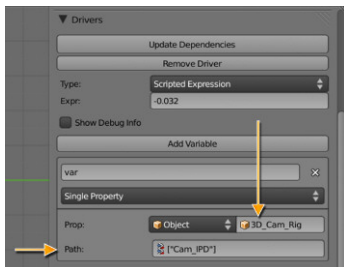 Drivers
Update Dependencies
Remove Driver
Type: Scripted Expression
Expr: -0.032
Show Debug Info
Add Variable
var
Single Property
Prop: Object 3D_Cam_Rig
Path: ["Cam_IPD"]